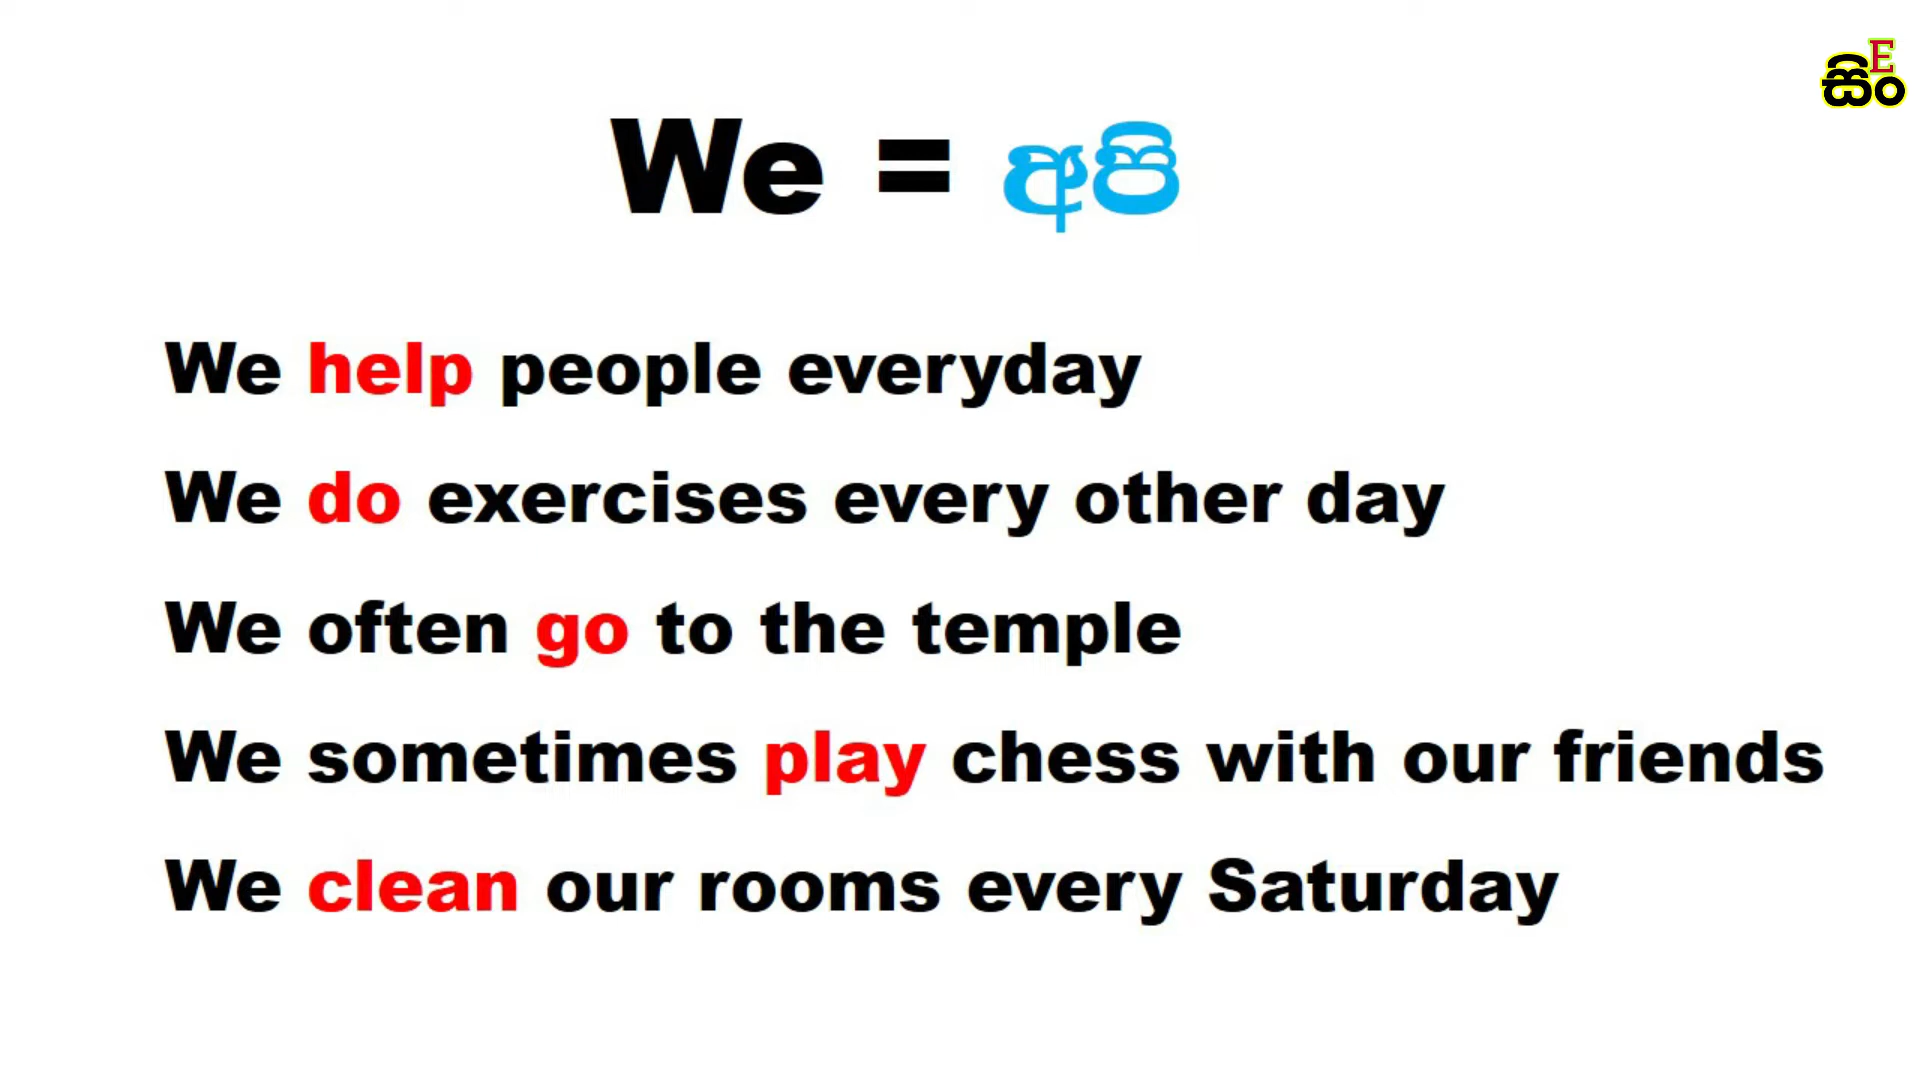 E
සිං
We = අපි
We help people everyday
We do exercises every other day
We often go to the temple
We sometimes play chess with our friends
We clean our rooms every Saturday